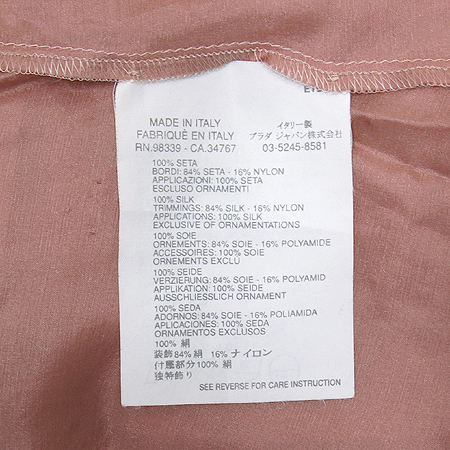 MADE IN ITALY
FABRIQUÉ EN ITALY
RN.98339 - CA.34767
イタリー製
プラダ ジャパン株式会社
03-5245-8581
100% SETA
BORDI: 84% SETA - 16% NYLON
APPLICAZIONI: 100% SETA
ESCLUSO ORNAMENTI
100% SILK
TRIMMINGS: 84% SILK - 16% NYLON
APPLICATIONS: 100% SILK
EXCLUSIVE OF ORNAMENTATIONS
100% SOIE
ORNEMENTS: 84% SOIE - 16% POLYAMIDE
ACCESSOIRES: 100% SOIE
ORNEMENTS EXCLU
100% SEIDE
VERZIERUNG: 84% SEIDE - 16% POLYAMID
APPLIKATION: 100% SEIDE
AUSSCHLIESSLICH ORNAMENT
100% SEDA
ADORNOS: 84% SEDA - 16% POLIAMIDA
APLICACIONES: 100% SEDA
ORNAMENTOS EXCLUSOS
100% 絹
装飾84% 絹 16% ナイロン
付属部分100% 絹
独特飾り
SEE REVERSE FOR CARE INSTRUCTION